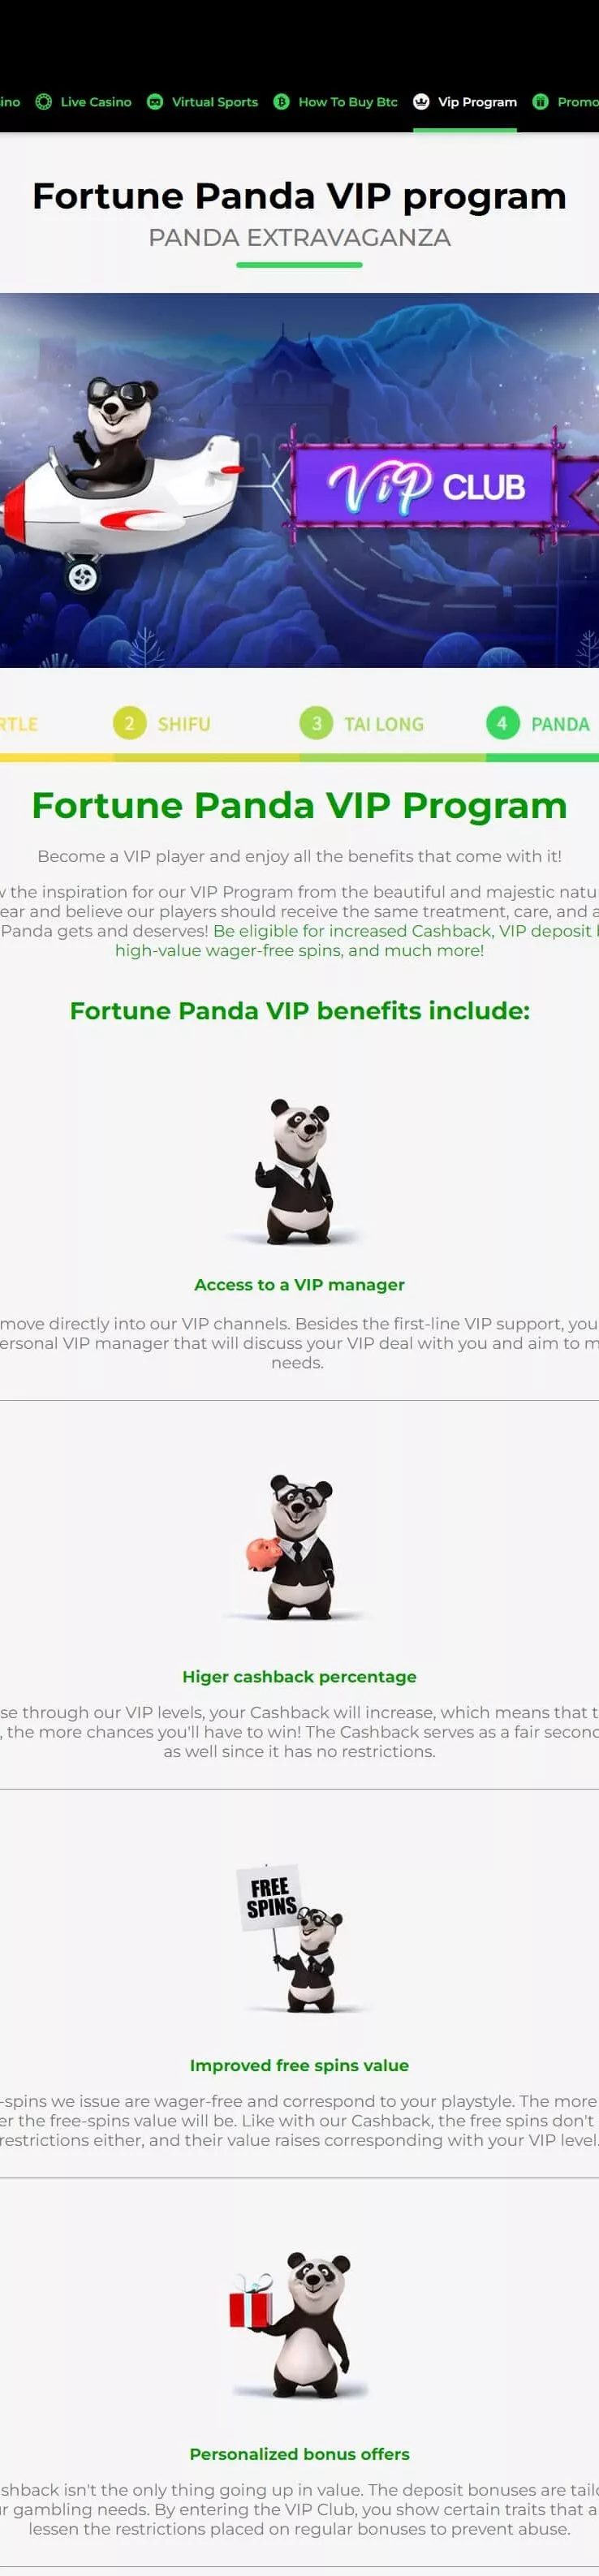 ino Live Casino Virtual Sports How To Buy Btc Vip Program Promo
Fortune Panda VIP program
PANDA EXTRAVAGANZA
ViP CLUB
RTLE 2 SHIFU 3 TAI LONG 4 PANDA
Fortune Panda VIP Program
Become a VIP player and enjoy all the benefits that come with it!
the inspiration for our VIP Program from the beautiful and majestic natu
ear and believe our players should receive the same treatment, care, and a
Panda gets and deserves! Be eligible for increased Cashback, VIP deposit
high-value wager-free spins, and much more!
Fortune Panda VIP benefits include:
Access to a VIP manager
move directly into our VIP channels. Besides the first-line VIP support, you
ersonal VIP manager that will discuss your VIP deal with you and aim to m
needs.
Higer cashback percentage
se through our VIP levels, your Cashback will increase, which means that t
, the more chances you'll have to win! The Cashback serves as a fair second
as well since it has no restrictions.
FREE
SPINS
Improved free spins value
-spins we issue are wager-free and correspond to your playstyle. The more
er the free-spins value will be. Like with our Cashback, the free spins don't
restrictions either, and their value raises corresponding with your VIP level.
Personalized bonus offers
shback isn't the only thing going up in value. The deposit bonuses are tailo
r gambling needs. By entering the VIP Club, you show certain traits that a
lessen the restrictions placed on regular bonuses to prevent abuse.